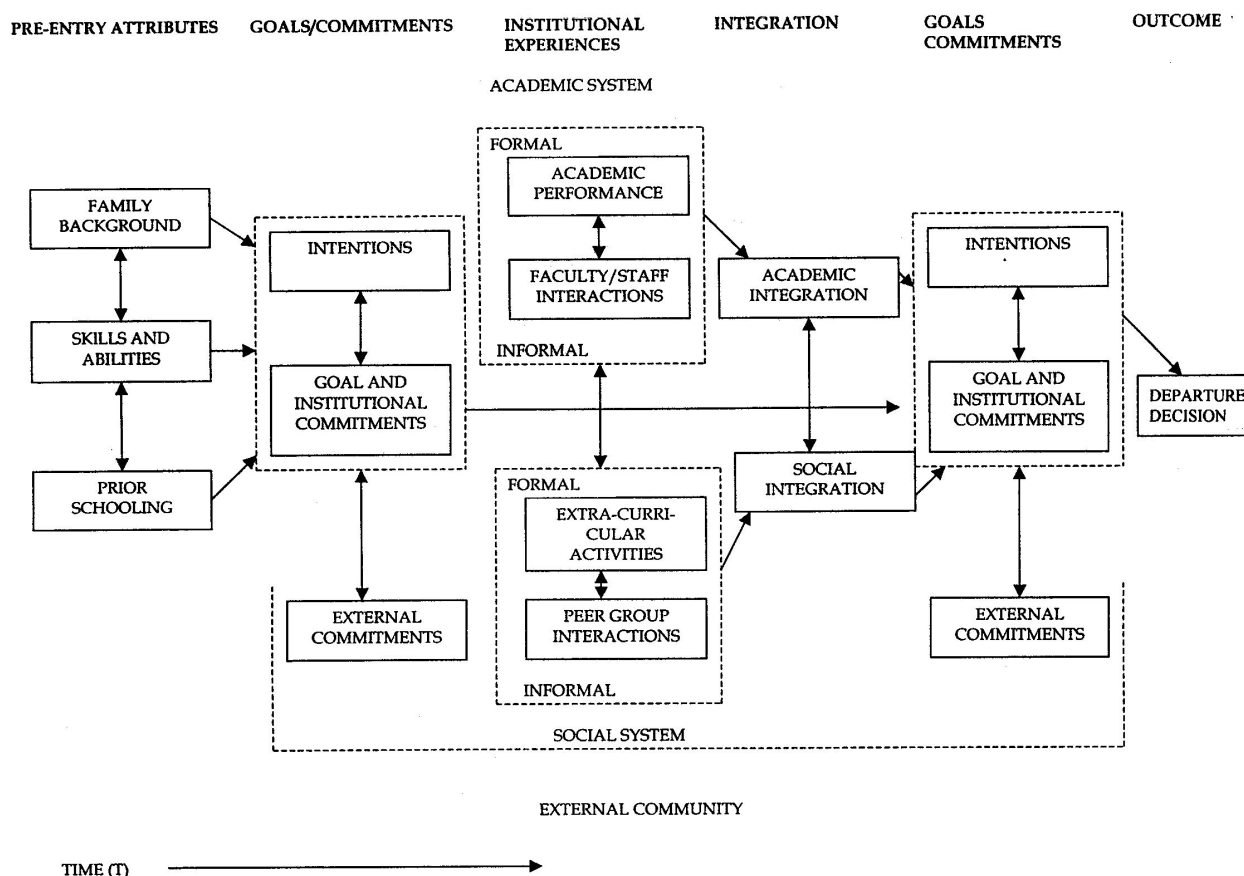 PRE-ENTRY ATTRIBUTES
GOALS/COMMITMENTS
INSTITUTIONAL
EXPERIENCES
INTEGRATION
GOALS
COMMITMENTS
OUTCOME
ACADEMIC SYSTEM
FORMAL
ACADEMIC
PERFORMANCE
FACULTY/STAFF
INTERACTIONS
INFORMAL
FAMILY
BACKGROUND
SKILLS AND
ABILITIES
PRIOR
SCHOOLING
INTENTIONS
GOAL AND
INSTITUTIONAL
COMMITMENTS
EXTERNAL
COMMITMENTS
FORMAL
EXTRA-CURRI-
CULAR
ACTIVITIES
PEER GROUP
INTERACTIONS
INFORMAL
SOCIAL SYSTEM
ACADEMIC
INTEGRATION
SOCIAL
INTEGRATION
INTENTIONS
GOAL AND
INSTITUTIONAL
COMMITMENTS
EXTERNAL
COMMITMENTS
DEPARTURE
DECISION
EXTERNAL COMMUNITY
TIME (T)